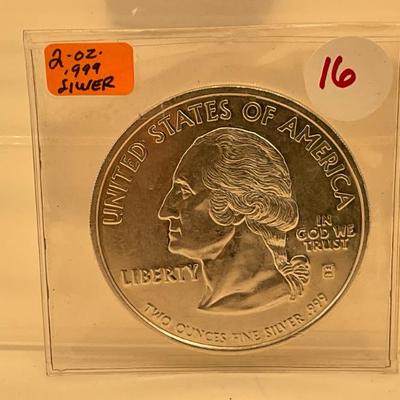 2-OZ.
.999
SILVER
16
UNITED STATES OF AMERICA
IN
GOD WE
TRUST
LIBERTY
TWO OUNCES FINE SILVER .999